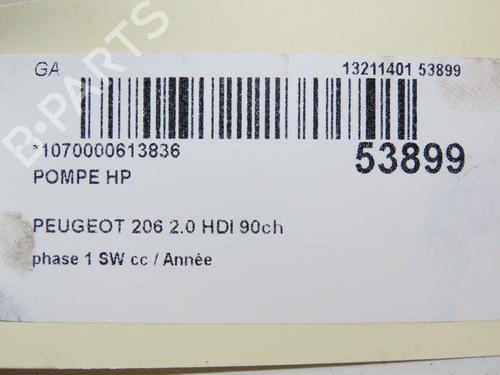 GA
13211401 53899
*1070000613836
53899
POMPE HP
PEUGEOT 206 2.0 HDI 90ch
phase 1 SW cc / Année
B-PARTS